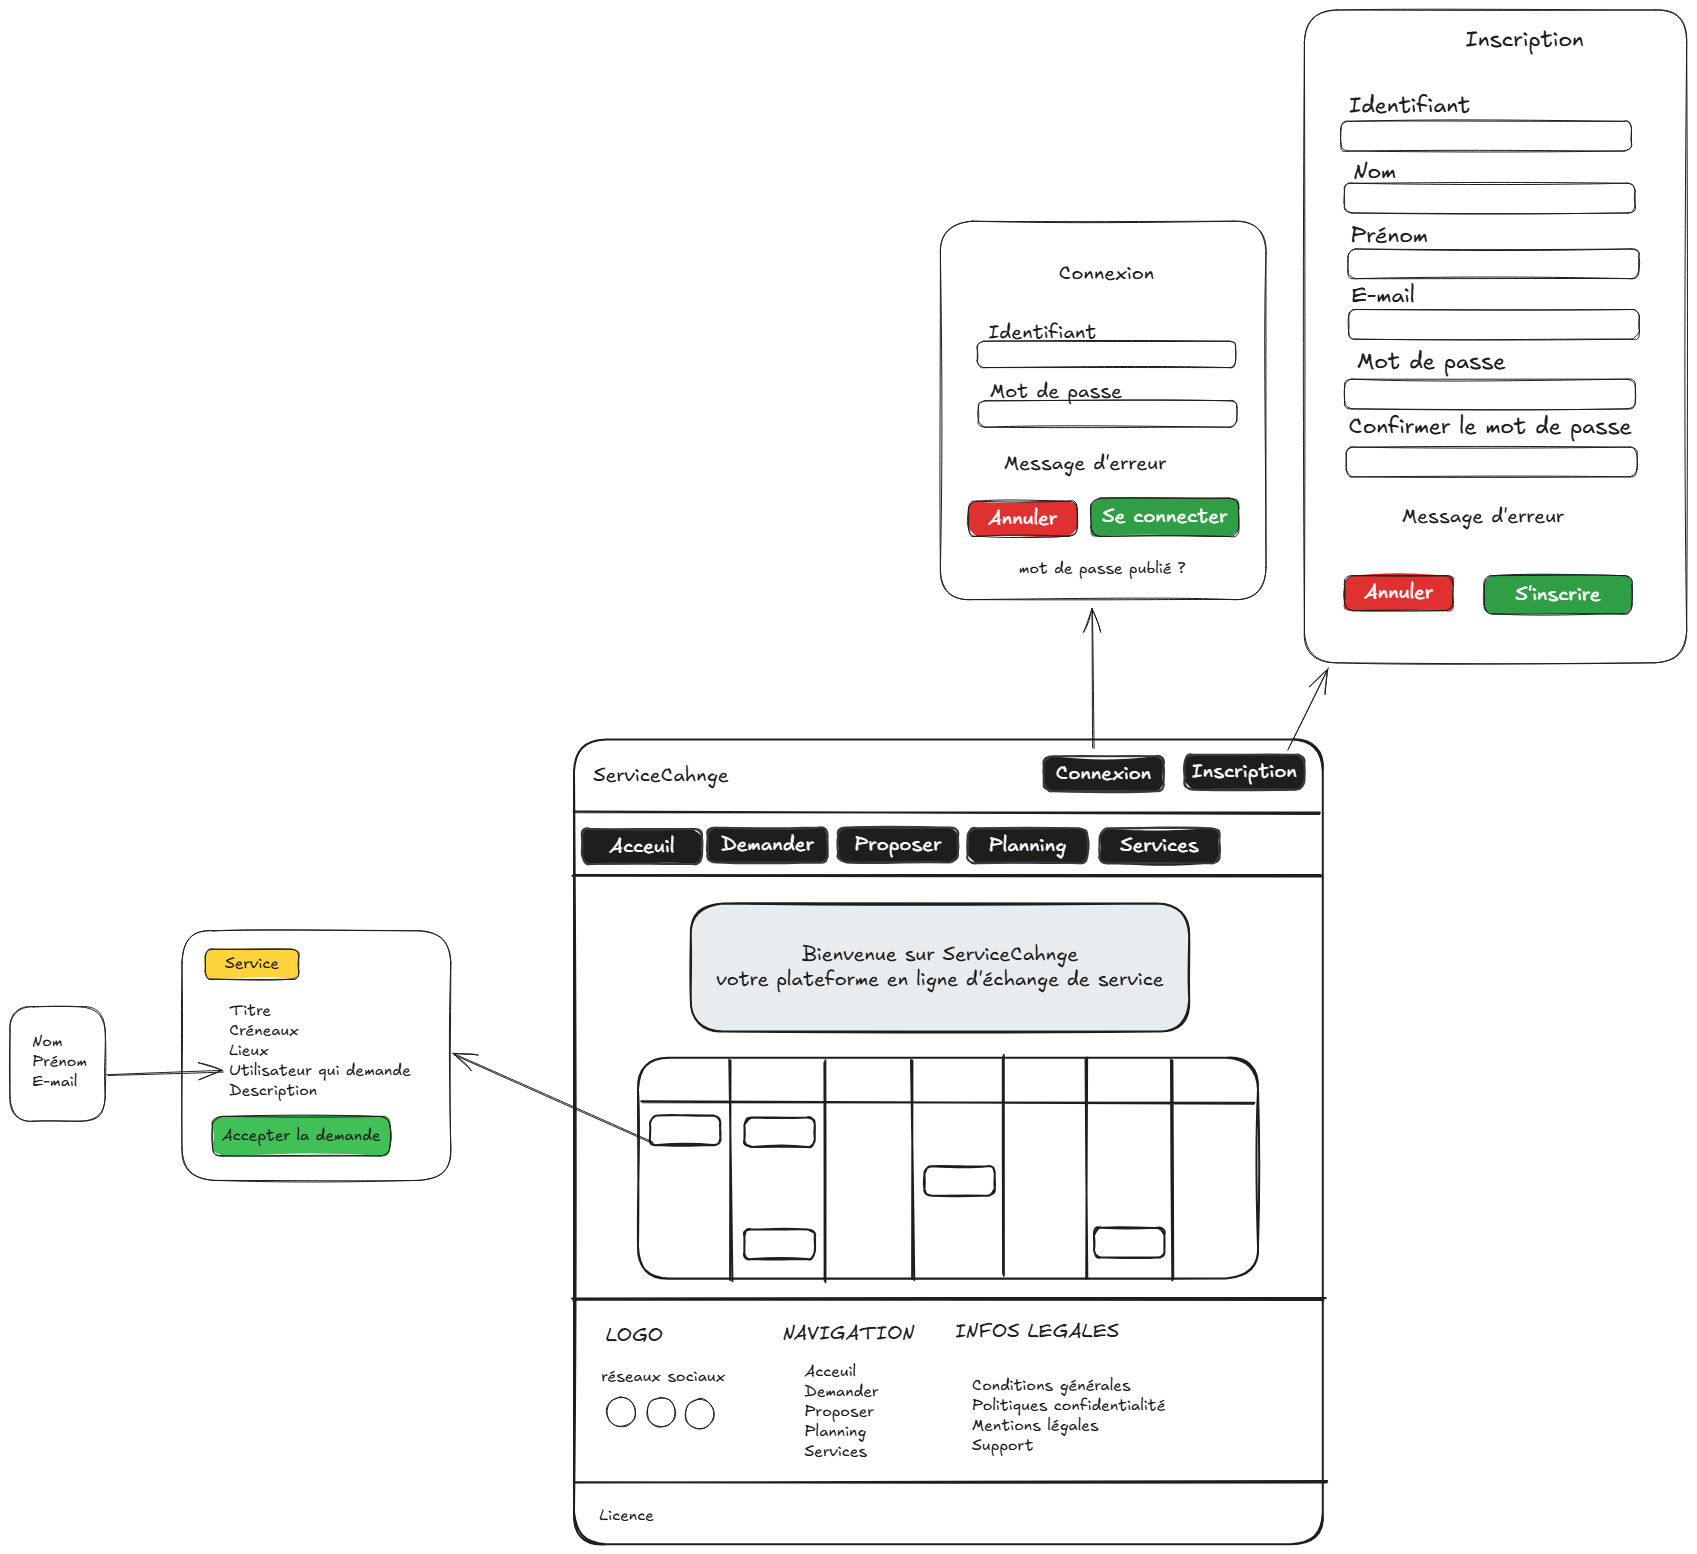 Inscription
Identifiant
Nom
Prénom
E-mail
Mot de passe
Confirmer le mot de passe
Message d'erreur
Annuler
S'inscrire
Connexion
Identifiant
Mot de passe
Message d'erreur
Annuler
Se connecter
mot de passe publié ?
ServiceCahnge
Connexion
Inscription
Acceuil
Demander
Proposer
Planning
Services
Bienvenue sur ServiceCahnge
votre plateforme en ligne d'échange de service
Service
Titre
Créneaux
Lieux
Utilisateur qui demande
Description
Accepter la demande
Nom
Prénom
E-mail
LOGO
réseaux sociaux
NAVIGATION
Acceuil
Demander
Proposer
Planning
Services
INFOS LEGALES
Conditions générales
Politiques confidentialité
Mentions légales
Support
Licence